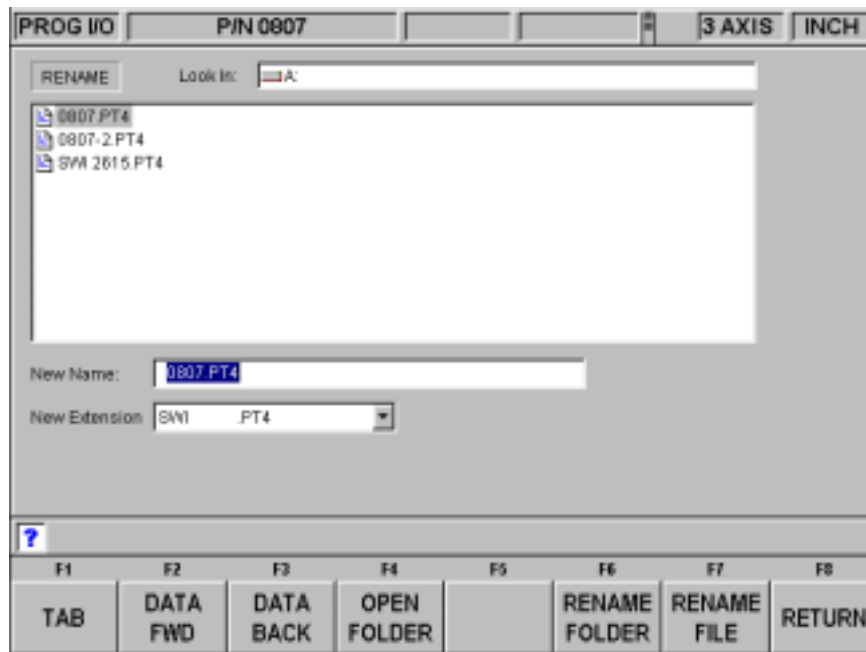 PROG I/O P/N 0807 3 AXIS INCH
RENAME Look In: A:
0807.PT4
0807-2.PT4
SWI 2615.PT4
New Name: 0807.PT4
New Extension SWI .PT4
?
F1 F2 F3 F4 F5 F6 F7 F8
TAB DATA FWD DATA BACK OPEN FOLDER RENAME FOLDER RENAME FILE RETURN